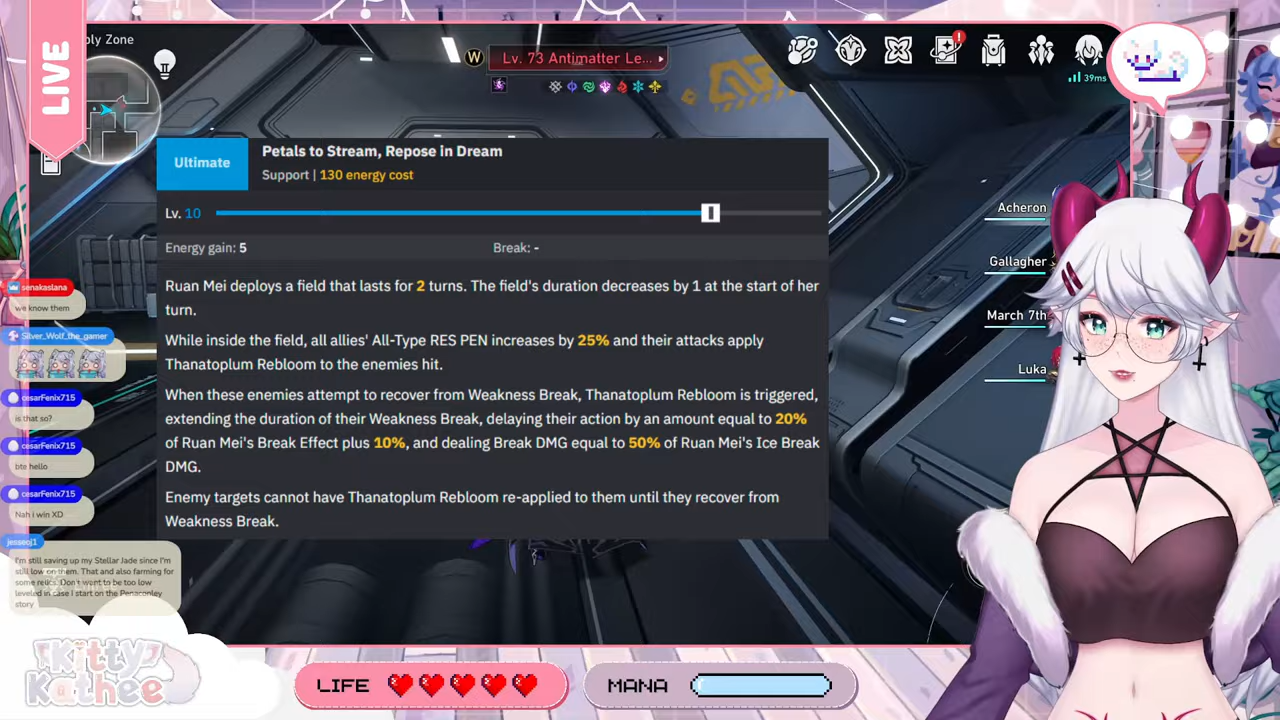 LIVE
ply Zone
W
Lv. 73 Antimatter Le...
39ms
Ultimate
Petals to Stream, Repose in Dream
Support | 130 energy cost
Lv. 10
Energy gain: 5
Break: -
Ruan Mei deploys a field that lasts for 2 turns. The field's duration decreases by 1 at the start of her
turn.
While inside the field, all allies' All-Type RES PEN increases by 25% and their attacks apply
Thanatoplum Rebloom to the enemies hit.
When these enemies attempt to recover from Weakness Break, Thanatoplum Rebloom is triggered,
extending the duration of their Weakness Break, delaying their action by an amount equal to 20%
of Ruan Mei's Break Effect plus 10%, and dealing Break DMG equal to 50% of Ruan Mei's Ice Break
DMG.
Enemy targets cannot have Thanatoplum Rebloom re-applied to them until they recover from
Weakness Break.
Acheron
Gallagher
March 7th
Luka
senakaslana
we know them
Silver_Wolf_the_gamer
cesarFenix715
is that so?
cesarFenix715
bte hello
cesarFenix715
Nah i win XD
jesseoj1
I'm still saving up my Stellar Jade since I'm
still low on them. That and also farming for
some relics. Don't want to be too low
leveled in case I start on the Penaconley
story
Kitty
Kathee
LIFE
MANA